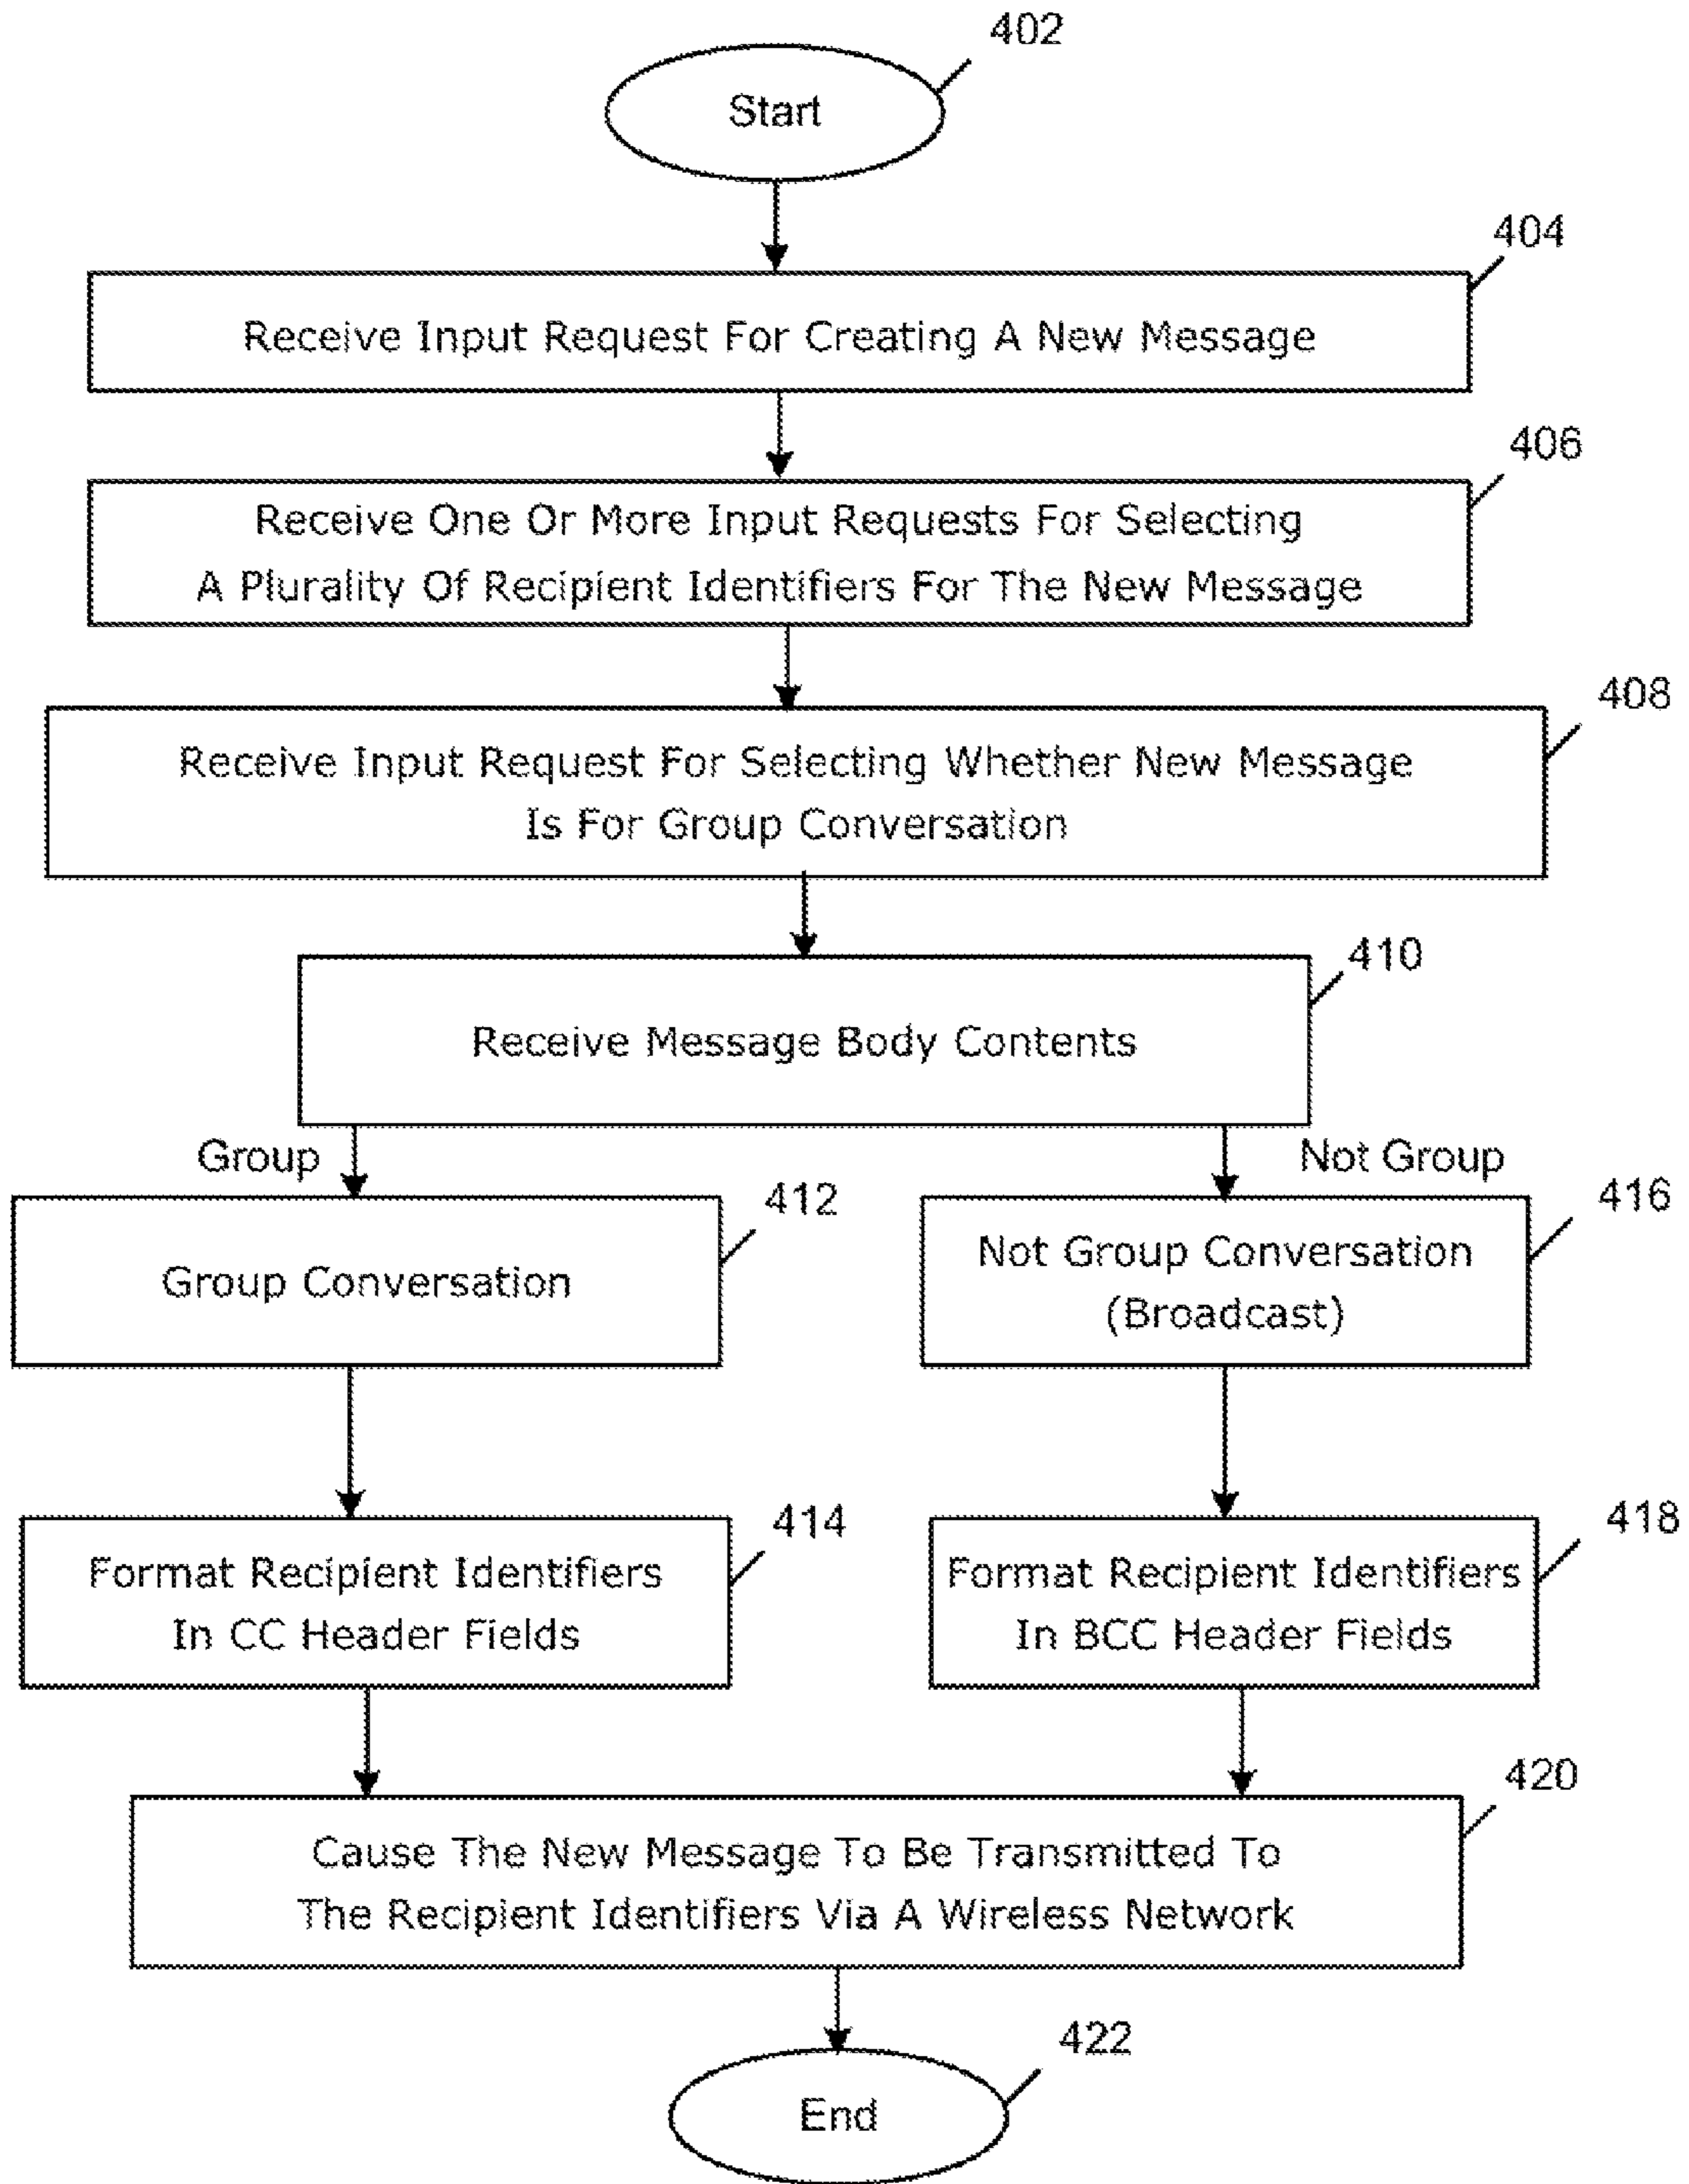 402
Start
404
Receive Input Request For Creating A New Message
406
Receive One Or More Input Requests For Selecting
A Plurality Of Recipient Identifiers For The New Message
408
Receive Input Request For Selecting Whether New Message
Is For Group Conversation
410
Receive Message Body Contents
Group
Not Group
412
Group Conversation
416
Not Group Conversation
(Broadcast)
414
Format Recipient Identifiers
In CC Header Fields
418
Format Recipient Identifiers
In BCC Header Fields
420
Cause The New Message To Be Transmitted To
The Recipient Identifiers Via A Wireless Network
422
End